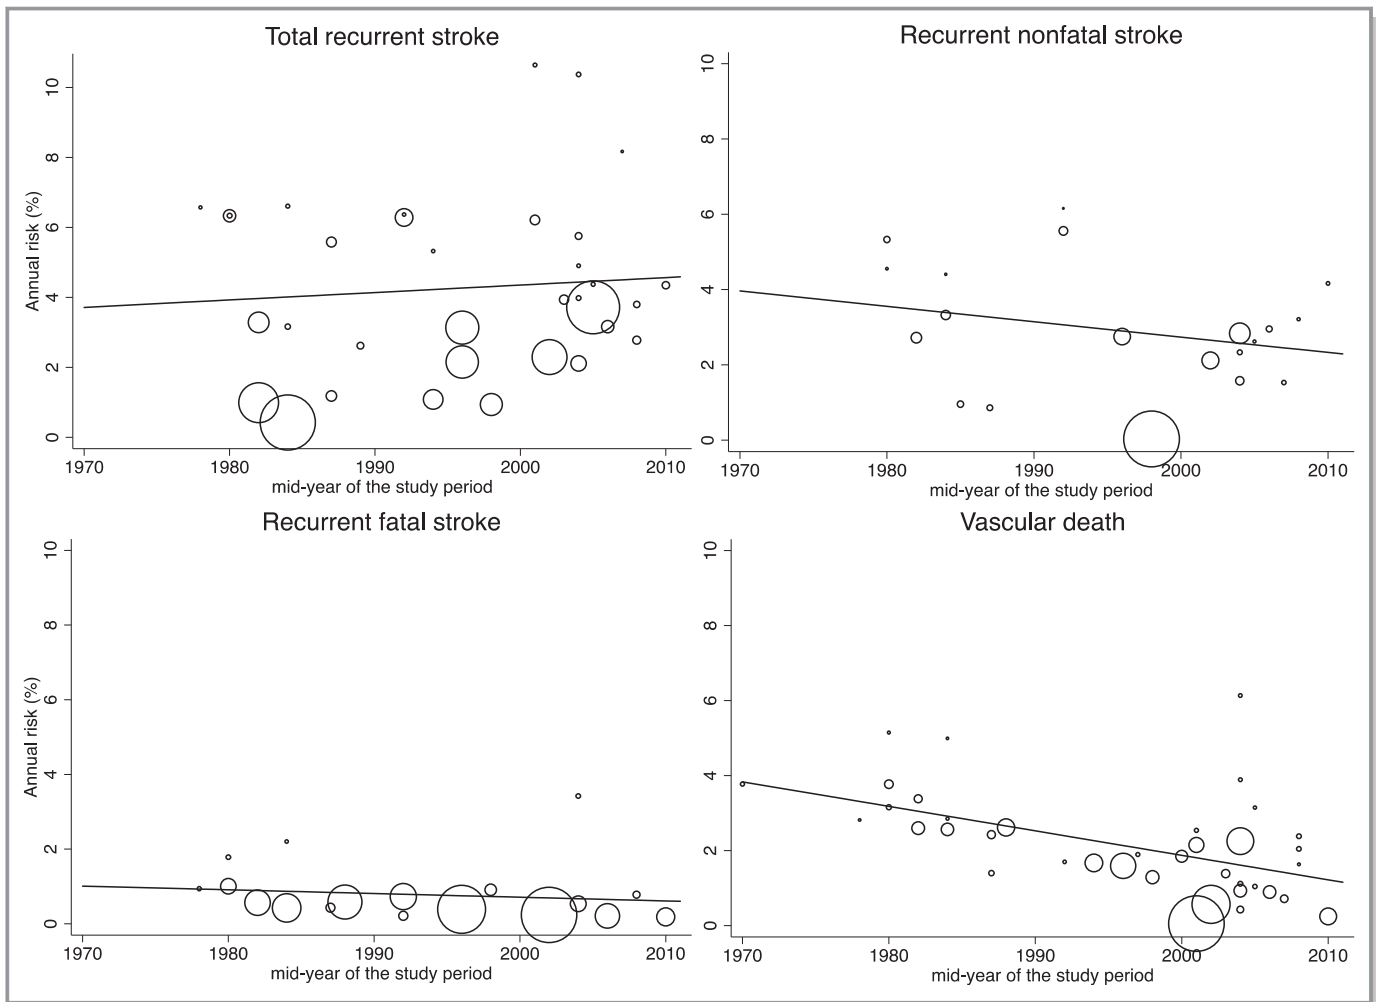 Total recurrent stroke
Annual risk (%)
10
8
6
4
2
0
1970 1980 1990 2000 2010
mid-year of the study period
Recurrent nonfatal stroke
10
8
6
4
2
0
1970 1980 1990 2000 2010
mid-year of the study period
Recurrent fatal stroke
Annual risk (%)
10
8
6
4
2
0
1970 1980 1990 2000 2010
mid-year of the study period
Vascular death
10
8
6
4
2
0
1970 1980 1990 2000 2010
mid-year of the study period